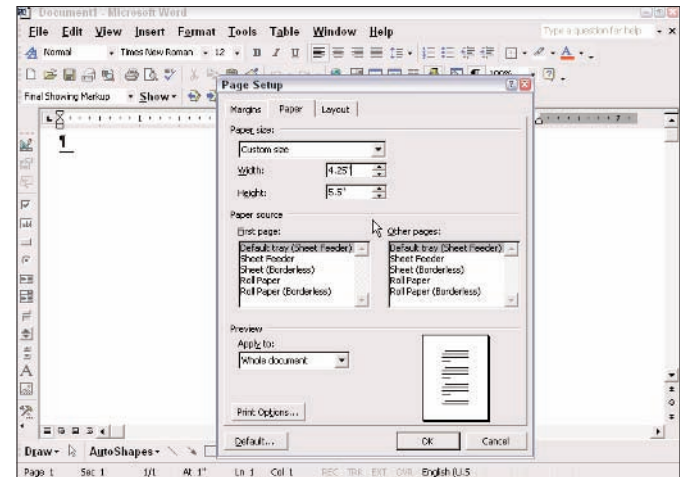 Document1 - Microsoft Word
File Edit View Insert Format Tools Table Window Help Type a question for help
Normal Times New Roman 12 B I U A
100%
Final Showing Markup Show
Page Setup
Margins Paper Layout
Paper size:
Custom size
Width: 4.25"
Height: 5.5"
Paper source
First page: Other pages:
Default tray (Sheet Feeder) Default tray (Sheet Feeder)
Sheet Feeder Sheet Feeder
Sheet (Borderless) Sheet (Borderless)
Roll Paper Roll Paper
Roll Paper (Borderless) Roll Paper (Borderless)
Preview
Apply to:
Whole document
Print Options...
Default... OK Cancel
Draw AutoShapes
Page 1 Sec 1 1/1 At 1" Ln 1 Col 1 REC TRK EXT OVR English (U.S